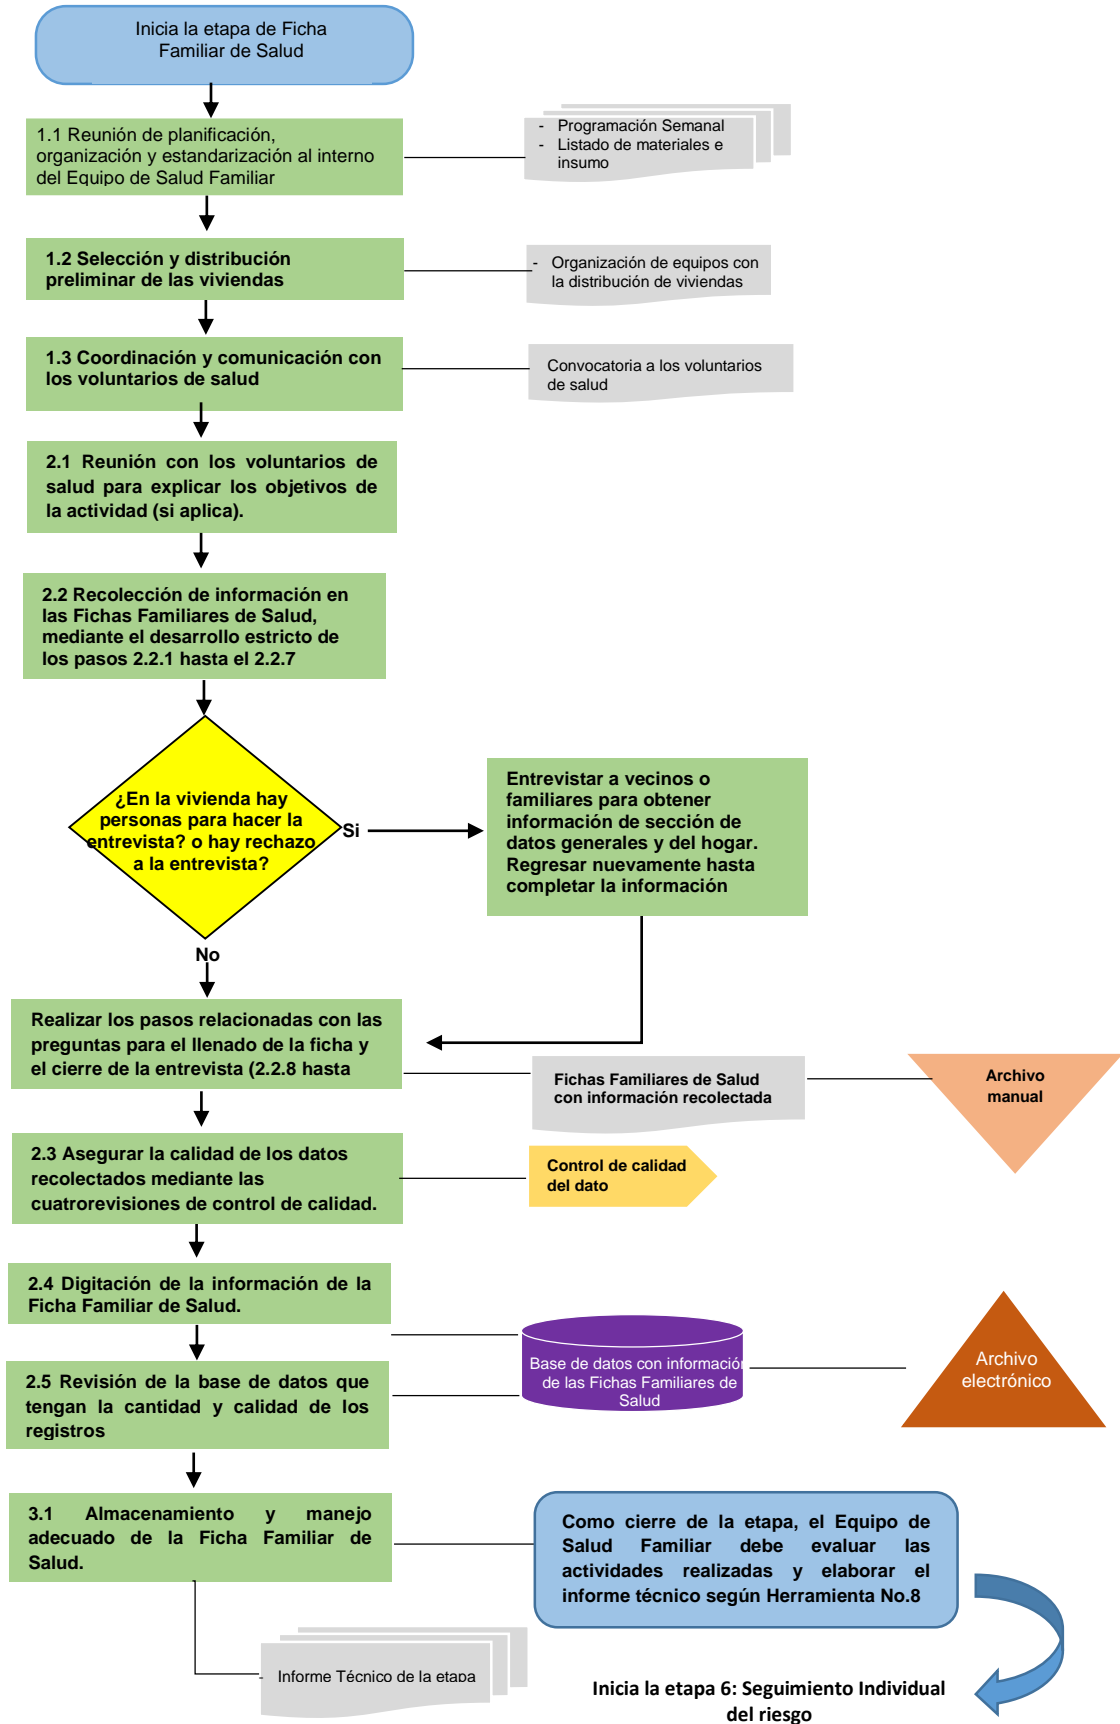 Inicia la etapa de Ficha
Familiar de Salud
1.1 Reunión de planificación,
organización y estandarización al interno
del Equipo de Salud Familiar
- Programación Semanal
- Listado de materiales e
insumo
1.2 Selección y distribución
preliminar de las viviendas
- Organización de equipos con
la distribución de viviendas
1.3 Coordinación y comunicación con
los voluntarios de salud
Convocatoria a los voluntarios
de salud
2.1 Reunión con los voluntarios de
salud para explicar los objetivos de
la actividad (si aplica).
2.2 Recolección de información en
las Fichas Familiares de Salud,
mediante el desarrollo estricto de
los pasos 2.2.1 hasta el 2.2.7
¿En la vivienda hay
personas para hacer la
entrevista? o hay rechazo
a la entrevista?
Si
Entrevistar a vecinos o
familiares para obtener
información de sección de
datos generales y del hogar.
Regresar nuevamente hasta
completar la información
No
Realizar los pasos relacionadas con las
preguntas para el llenado de la ficha y
el cierre de la entrevista (2.2.8 hasta
Fichas Familiares de Salud
con información recolectada
Archivo
manual
2.3 Asegurar la calidad de los datos
recolectados mediante las
cuatrorevisiones de control de calidad.
Control de calidad
del dato
2.4 Digitación de la información de la
Ficha Familiar de Salud.
Base de datos con información
de las Fichas Familiares de
Salud
Archivo
electrónico
2.5 Revisión de la base de datos que
tengan la cantidad y calidad de los
registros
3.1 Almacenamiento y manejo
adecuado de la Ficha Familiar de
Salud.
Como cierre de la etapa, el Equipo de
Salud Familiar debe evaluar las
actividades realizadas y elaborar el
informe técnico según Herramienta No.8
- Informe Técnico de la etapa
Inicia la etapa 6: Seguimiento Individual
del riesgo